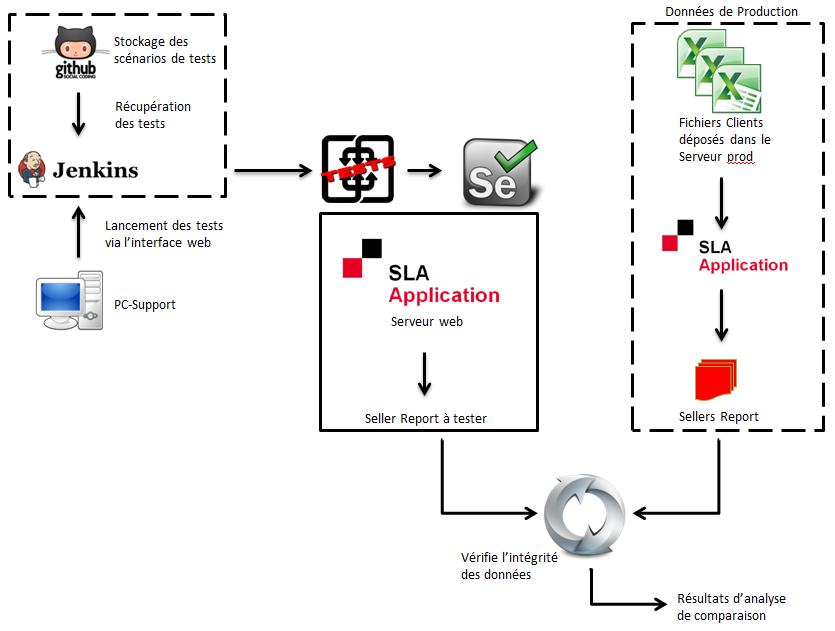 Données de Production
github
SOCIAL CODING
Stockage des
scénarios de tests
Récupération
des tests
Jenkins
Lancement des tests
via l'interface web
PC-Support
TESTS
Se
SLA
Application
Serveur web
Seller Report à tester
Fichiers Clients
déposés dans le
Serveur prod
SLA
Application
Sellers Report
Vérifie l'intégrité
des données
Résultats d'analyse
de comparaison